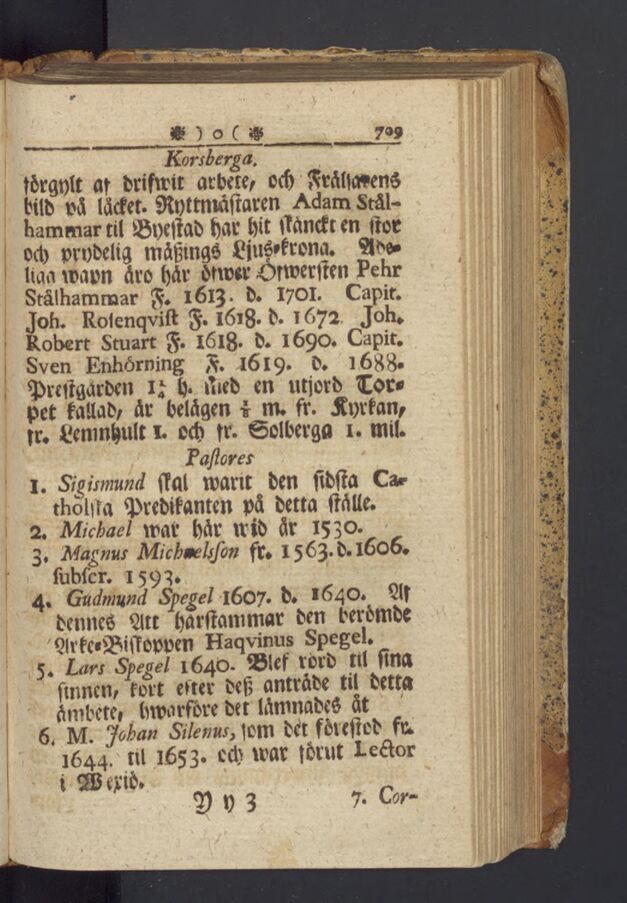 ❉ ) o ( ❉ 709
Korsberga.
förgylt af drifwit arbete, och Frälsarens
bild på låcket. Ryttmästaren Adam Stål-
hammar til Byestad har hit skänckt en stor
och prydelig mäßings Ljus-krona. Ade-
liga wapn äro här öfwer Öfwersten Pehr
Stålhammar F. 1613. d. 1701. Capit.
Joh. Rosenqvist F. 1618. d. 1672 Joh.
Robert Stuart F. 1618. d. 1690. Capit.
Sven Enhörning F. 1619. d. 1688.
Prestgården 1¼ h. med en utjord Tor-
pet kallad, är belägen ⅛ m. fr. Kyrkan,
fr. Lemnhult 1. och fr. Solberga 1. mil.
Pastores
1. Sigismund skal warit den sidsta Ca-
tholska Predikanten på detta ställe.
2. Michael war här wid år 1530.
3. Magnus Michaelsson fr. 1563. d. 1606.
subscr. 1593.
4. Gudmund Spegel 1607. d. 1640. Af
dennes Ätt härstammar den berömde
Ärke-Biskoppen Haqvinus Spegel.
5. Lars Spegel 1640. Blef rörd til sina
sinnen, kort efter deß anträde til detta
ämbete, hwarföre det lämnades åt
6. M. Johan Silenus, som det förestod fr.
1644. til 1653. och war förut Lector
i Wexiö.
Yy 3 7. Cor-